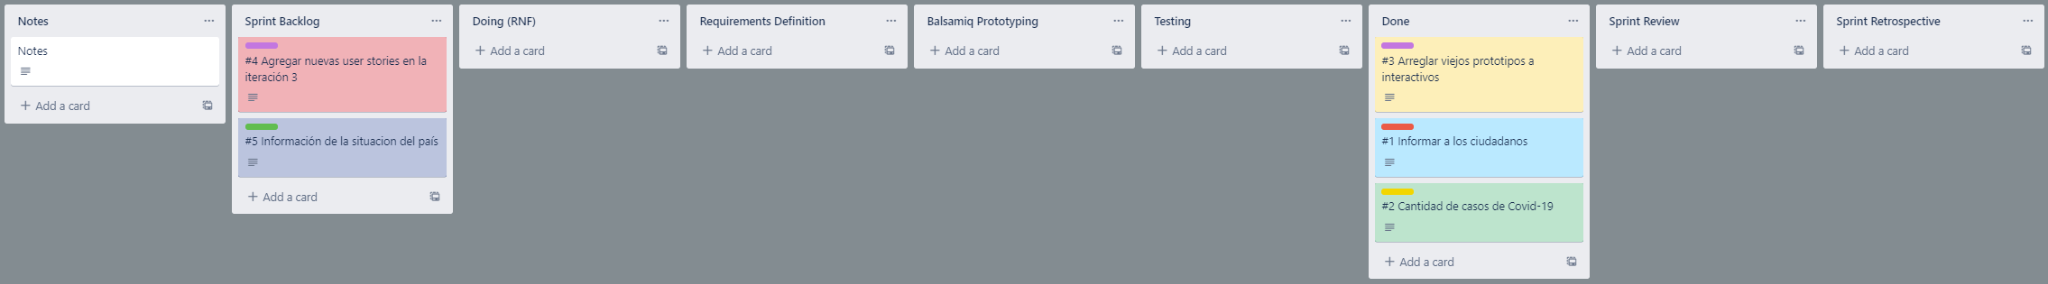 Notes
Notes
Add a card
Sprint Backlog
#4 Agregar nuevas user stories en la
iteración 3
#5 Información de la situacion del país
Add a card
Doing (RNF)
Add a card
Requirements Definition
Add a card
Balsamiq Prototyping
Add a card
Testing
Add a card
Done
#3 Arreglar viejos prototipos a
interactivos
#1 Informar a los ciudadanos
#2 Cantidad de casos de Covid-19
Add a card
Sprint Review
Add a card
Sprint Retrospective
Add a card